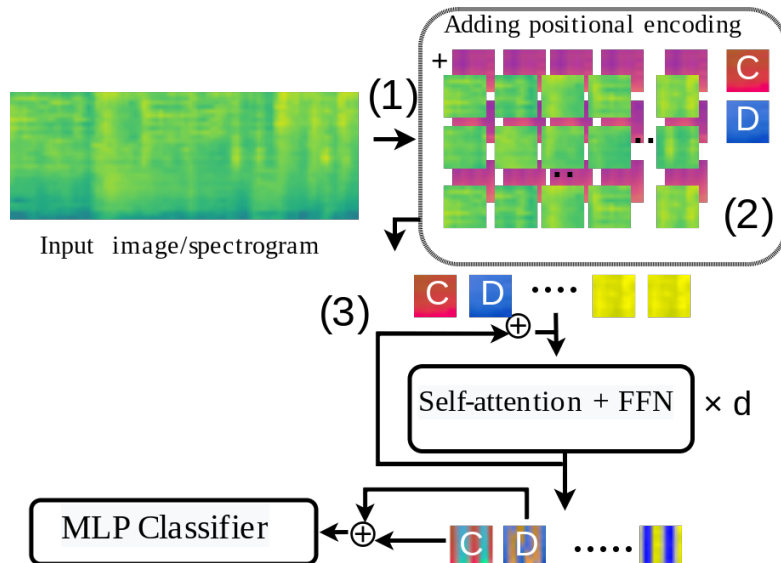 Adding positional encoding
+
C
(1)
D
Input image/spectrogram
(2)
C D
(3)
Self-attention + FFN × d
MLP Classifier
C D